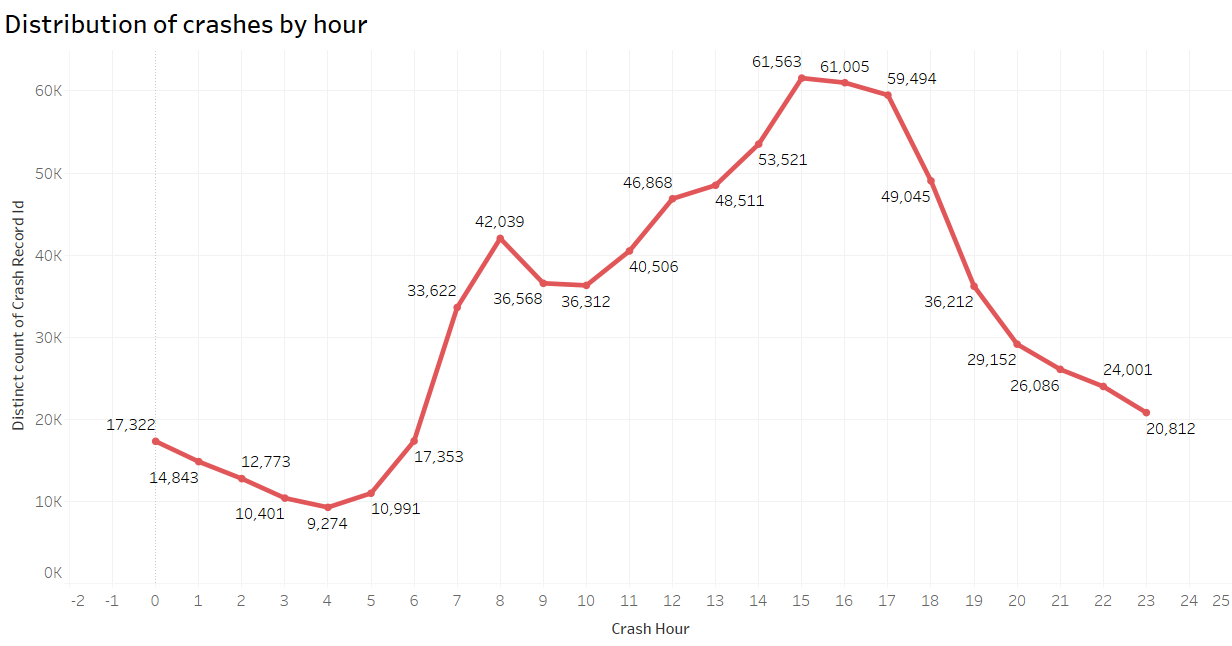 Distribution of crashes by hour
61,563
61,005
59,494
60K
53,521
50K
46,868
49,045
48,511
42,039
40K
40,506
33,622
36,568
36,312
36,212
30K
29,152
24,001
26,086
20K
17,322
20,812
17,353
12,773
14,843
10K
10,401
10,991
9,274
0K
Distinct count of Crash Record Id
-2 -1 0 1 2 3 4 5 6 7 8 9 10 11 12 13 14 15 16 17 18 19 20 21 22 23 24 25
Crash Hour